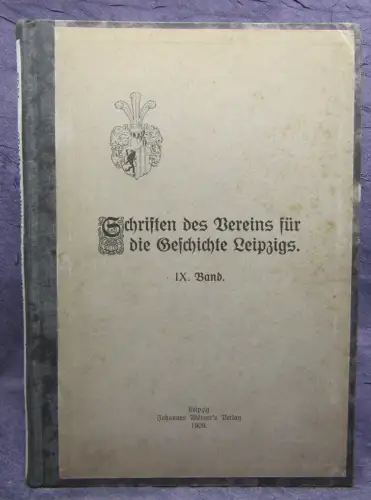 Schriften des Vereins für
die Geschichte Leipzigs.
IX. Band.
Leipzig
Johannes Wörner's Verlag
1909.